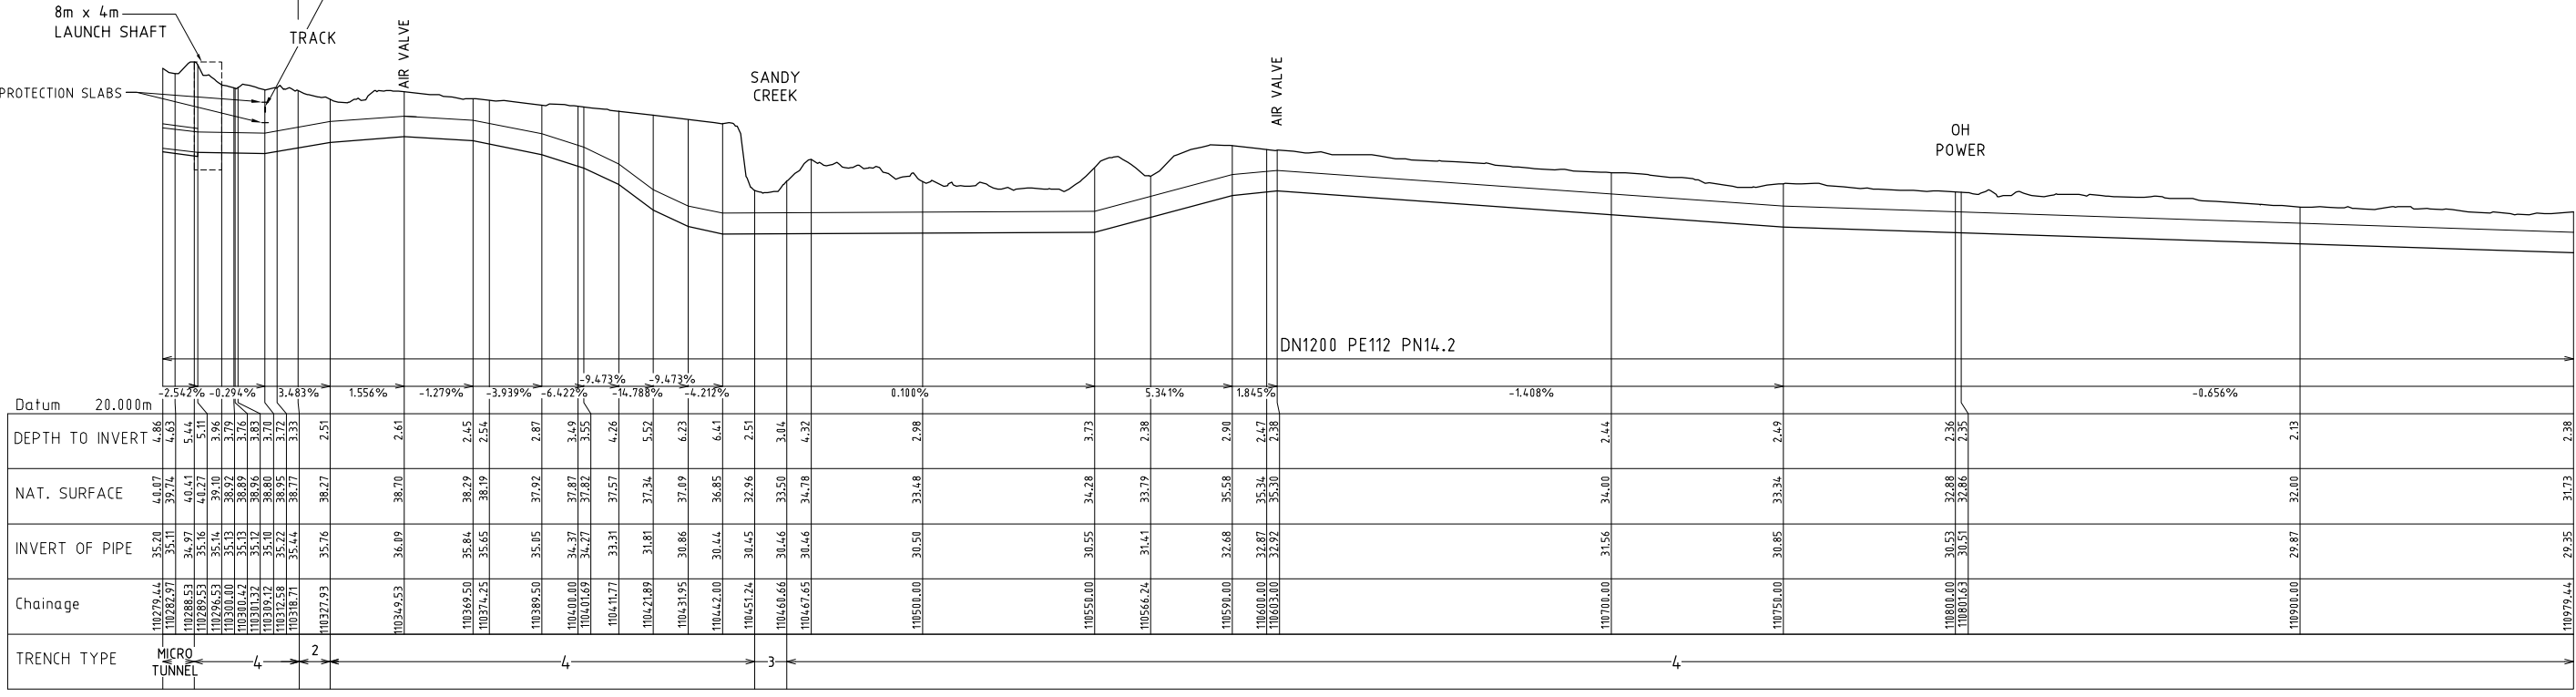 8m x 4m
LAUNCH SHAFT
TRACK
PROTECTION SLABS
AIR VALVE
SANDY
CREEK
AIR VALVE
OH
POWER
DN1200 PE112 PN14.2
-2.542% -0.294% 3.483% 1.556% -1.279% -3.939% -6.422% -9.473% -14.788% -9.473% -4.212% 0.100% 5.341% 1.845% -1.408% -0.656%
Datum 20.000m
DEPTH TO INVERT 4.86 4.63 5.44 5.11 3.96 3.79 3.76 3.83 3.70 3.72 3.33 2.51 2.61 2.45 2.54 2.87 3.49 3.55 4.26 5.52 6.23 6.41 2.51 3.04 4.32 2.98 3.73 2.38 2.90 2.47 2.38 2.44 2.49 2.36 2.35 2.13 2.38
NAT. SURFACE 40.07 39.74 40.41 40.27 39.10 38.92 38.89 38.96 38.80 38.95 38.77 38.27 38.70 38.29 38.19 37.92 37.87 37.82 37.57 37.34 37.09 36.85 32.96 33.50 34.78 33.48 34.28 33.79 35.58 35.34 35.30 34.00 33.34 32.88 32.86 32.00 31.73
INVERT OF PIPE 35.20 35.11 34.97 35.16 35.14 35.13 35.13 35.12 35.10 35.22 35.44 35.76 36.09 35.84 35.65 35.05 34.37 34.27 33.31 31.81 30.86 30.44 30.45 30.46 30.46 30.50 30.55 31.41 32.68 32.87 32.92 31.56 30.85 30.53 30.51 29.87 29.35
Chainage 110279.44 110282.97 110288.53 110289.53 110296.53 110300.00 110300.42 110301.32 110309.12 110312.58 110318.71 110327.93 110349.53 110369.50 110374.25 110389.50 110400.00 110401.69 110411.77 110421.89 110431.95 110442.00 110451.24 110460.66 110467.65 110500.00 110550.00 110566.24 110590.00 110600.00 110603.00 110700.00 110750.00 110800.00 110801.63 110900.00 110979.44
TRENCH TYPE
MICRO
TUNNEL
4 2 4 3 4